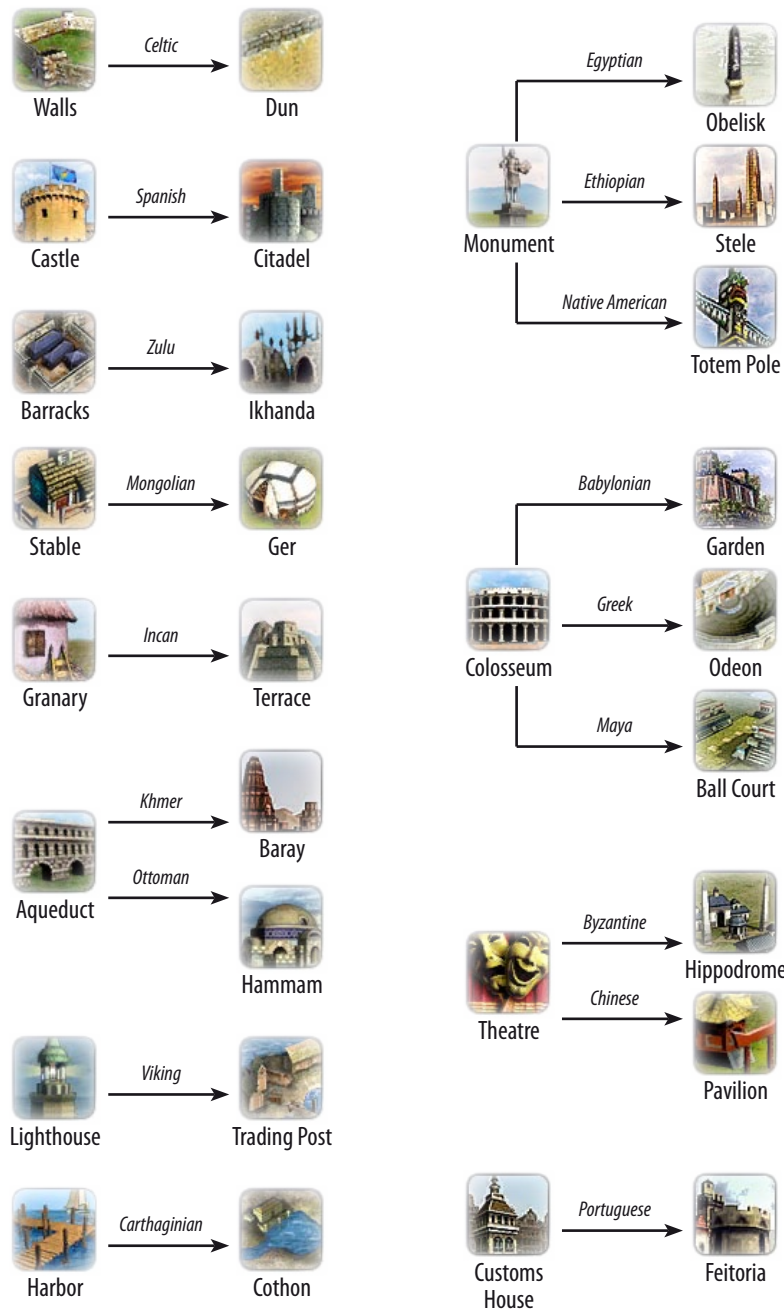 Celtic
Walls
Dun
Spanish
Castle
Citadel
Zulu
Barracks
Ikhanda
Mongolian
Stable
Ger
Incan
Granary
Terrace
Khmer
Baray
Ottoman
Aqueduct
Hammam
Viking
Lighthouse
Trading Post
Carthaginian
Harbor
Cothon
Egyptian
Obelisk
Ethiopian
Monument
Stele
Native American
Totem Pole
Babylonian
Garden
Greek
Colosseum
Odeon
Maya
Ball Court
Byzantine
Hippodrome
Chinese
Theatre
Pavilion
Portuguese
Customs
House
Feitoria